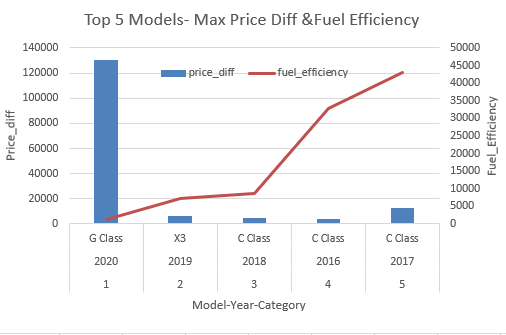 Top 5 Models- Max Price Diff &Fuel Efficiency
140000
120000
100000
80000
60000
40000
20000
0
Price_diff
price_diff
fuel_efficiency
50000
45000
40000
35000
30000
25000
20000
15000
10000
5000
0
Fuel_Efficiency
G Class X3 C Class C Class C Class
2020 2019 2018 2016 2017
1 2 3 4 5
Model-Year-Category